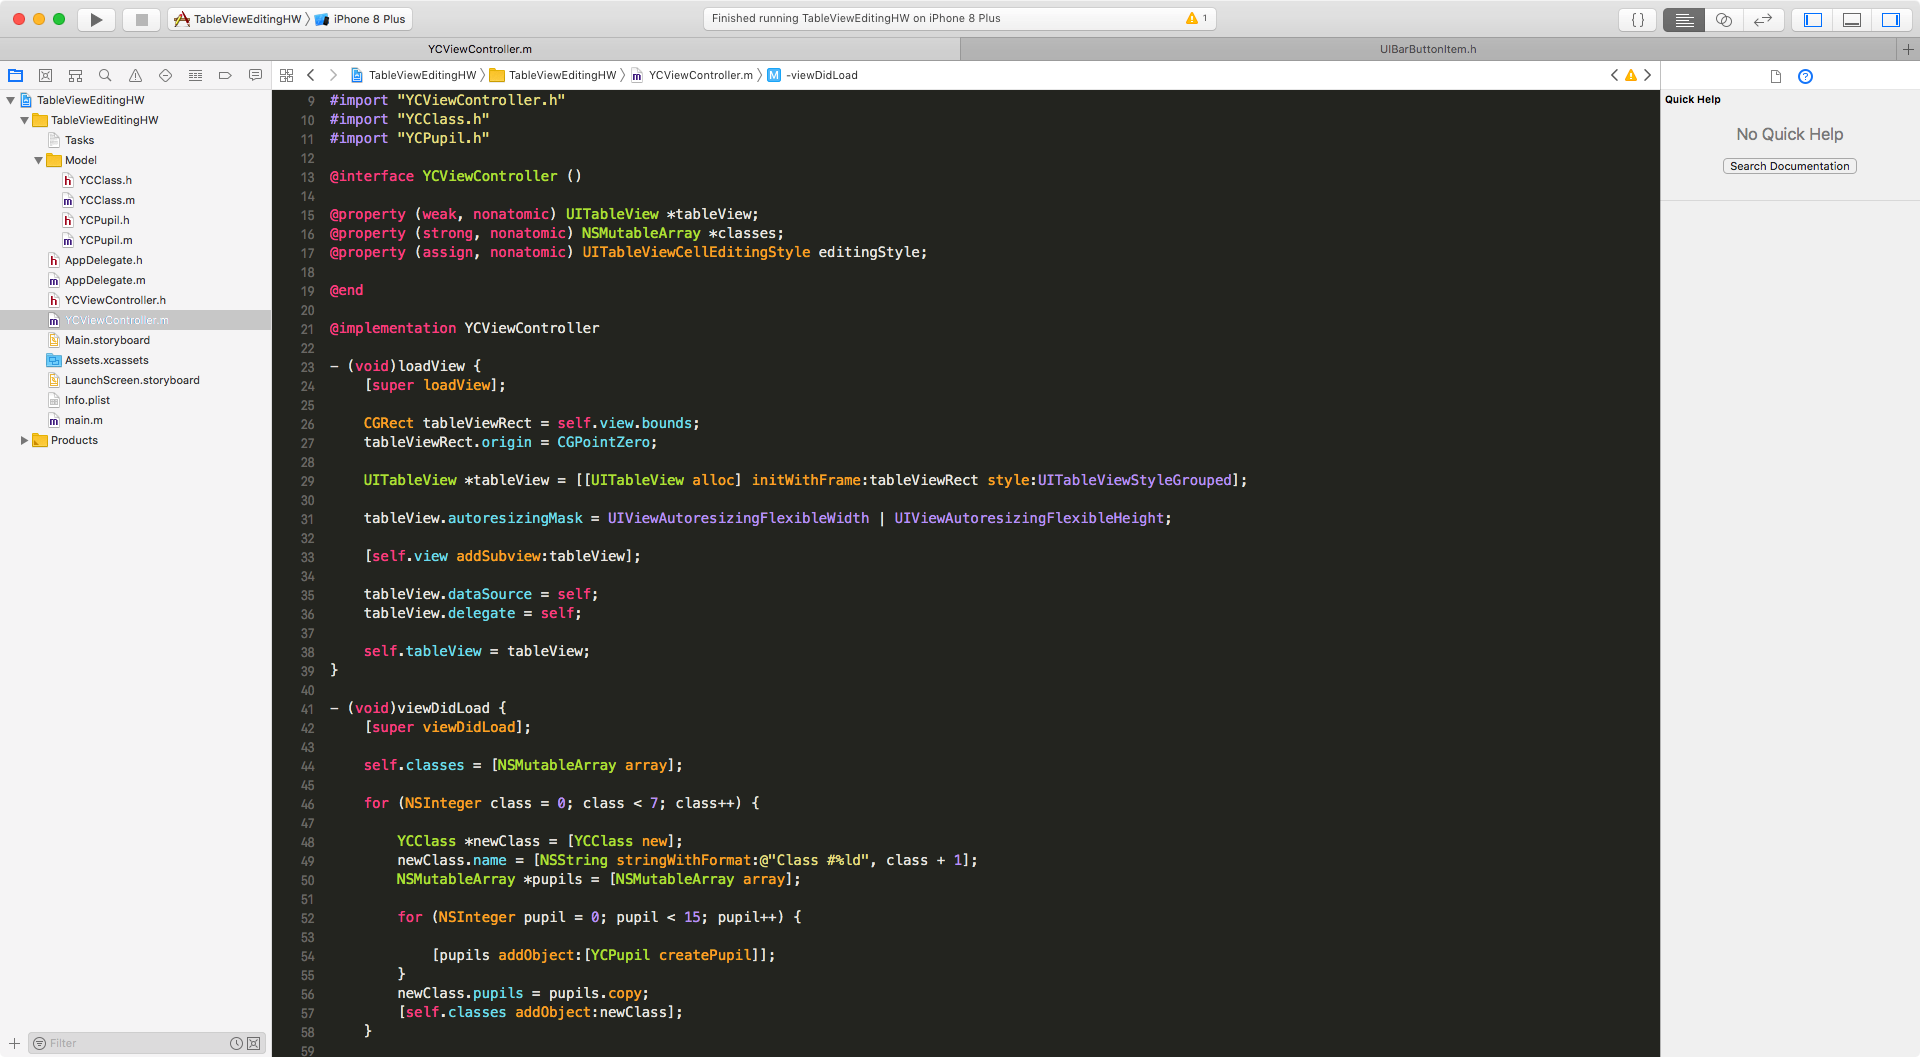 TableViewEditingHW › iPhone 8 Plus
Finished running TableViewEditingHW on iPhone 8 Plus
1
{ }
YCViewController.m
UIBarButtonItem.h
TableViewEditingHW
TableViewEditingHW
YCViewController.m
M
-viewDidLoad
TableViewEditingHW
TableViewEditingHW
Tasks
Model
h YCClass.h
m YCClass.m
h YCPupil.h
m YCPupil.m
h AppDelegate.h
m AppDelegate.m
h YCViewController.h
m YCViewController.m
Main.storyboard
Assets.xcassets
LaunchScreen.storyboard
Info.plist
m main.m
Products
Filter
9 #import "YCViewController.h"
10 #import "YCClass.h"
11 #import "YCPupil.h"
12
13 @interface YCViewController ()
14
15 @property (weak, nonatomic) UITableView *tableView;
16 @property (strong, nonatomic) NSMutableArray *classes;
17 @property (assign, nonatomic) UITableViewCellEditingStyle editingStyle;
18
19 @end
20
21 @implementation YCViewController
22
23 - (void)loadView {
24 [super loadView];
25
26 CGRect tableViewRect = self.view.bounds;
27 tableViewRect.origin = CGPointZero;
28
29 UITableView *tableView = [[UITableView alloc] initWithFrame:tableViewRect style:UITableViewStyleGrouped];
30
31 tableView.autoresizingMask = UIViewAutoresizingFlexibleWidth | UIViewAutoresizingFlexibleHeight;
32
33 [self.view addSubview:tableView];
34
35 tableView.dataSource = self;
36 tableView.delegate = self;
37
38 self.tableView = tableView;
39 }
40
41 - (void)viewDidLoad {
42 [super viewDidLoad];
43
44 self.classes = [NSMutableArray array];
45
46 for (NSInteger class = 0; class < 7; class++) {
47
48 YCClass *newClass = [YCClass new];
49 newClass.name = [NSString stringWithFormat:@"Class #%ld", class + 1];
50 NSMutableArray *pupils = [NSMutableArray array];
51
52 for (NSInteger pupil = 0; pupil < 15; pupil++) {
53
54 [pupils addObject:[YCPupil createPupil]];
55 }
56 newClass.pupils = pupils.copy;
57 [self.classes addObject:newClass];
58 }
59
Quick Help
No Quick Help
Search Documentation